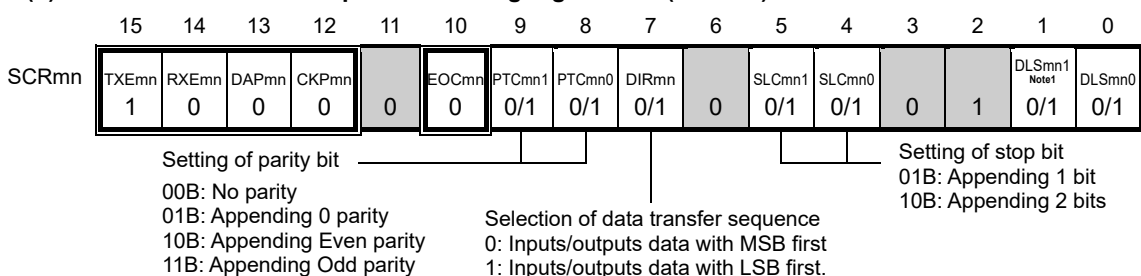 15 14 13 12 11 10 9 8 7 6 5 4 3 2 1 0
SCRmn TXEmn RXEmn DAPmn CKPmn EOCmn PTCmn1 PTCmn0 DIRmn SLCmn1 SLCmn0 DLSmn1 Note1 DLSmn0
1 0 0 0 0 0 0/1 0/1 0/1 0 0/1 0/1 0 1 0/1 0/1
Setting of parity bit
00B: No parity
01B: Appending 0 parity
10B: Appending Even parity
11B: Appending Odd parity
Selection of data transfer sequence
0: Inputs/outputs data with MSB first
1: Inputs/outputs data with LSB first.
Setting of stop bit
01B: Appending 1 bit
10B: Appending 2 bits